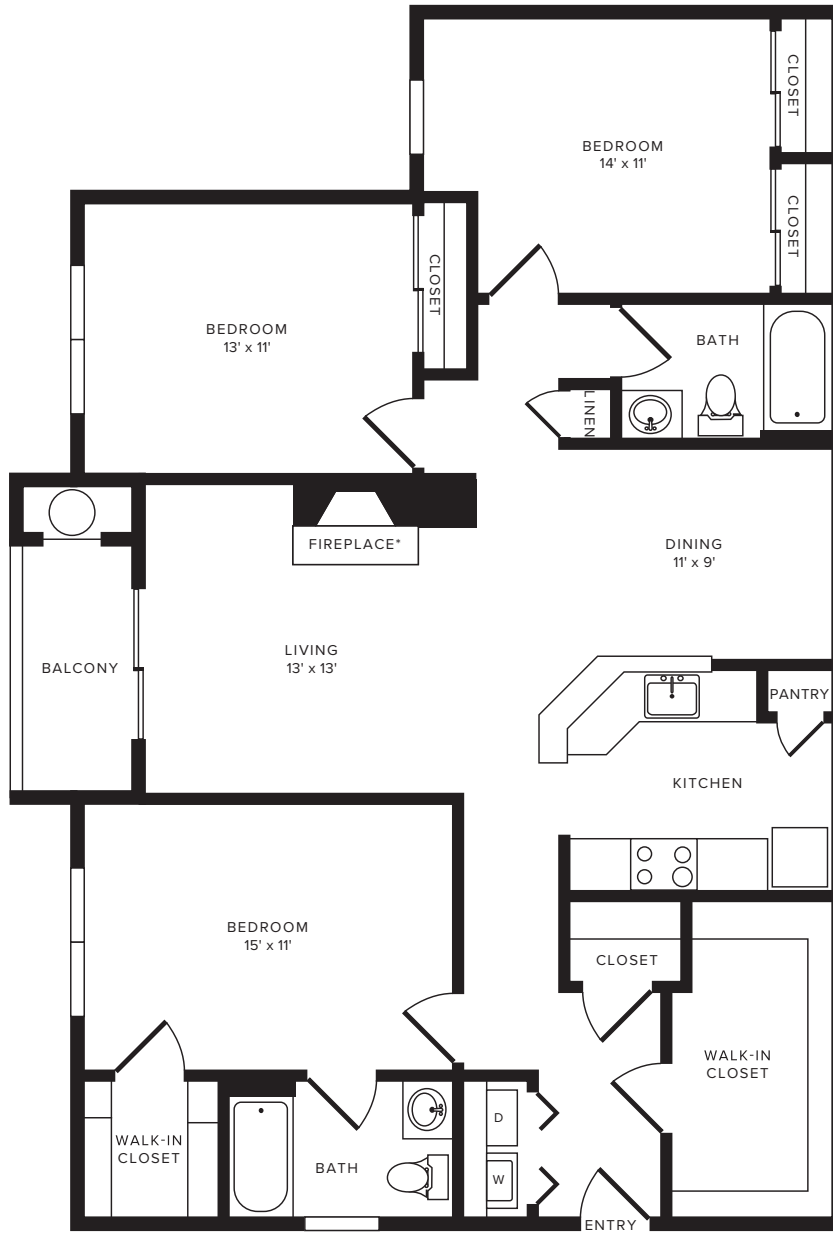 CLOSET
BEDROOM
14' x 11'
CLOSET
CLOSET
BEDROOM
13' x 11'
BATH
LINEN
FIREPLACE*
DINING
11' x 9'
LIVING
13' x 13'
BALCONY
PANTRY
KITCHEN
BEDROOM
15' x 11'
CLOSET
WALK-IN
CLOSET
D
WALK-IN
CLOSET
BATH
W
ENTRY